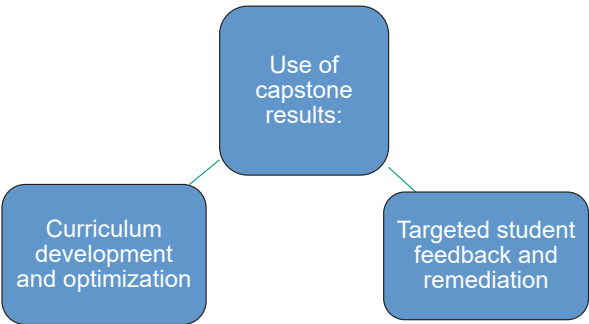 Use of
capstone
results:
Curriculum
development
and optimization
Targeted student
feedback and
remediation